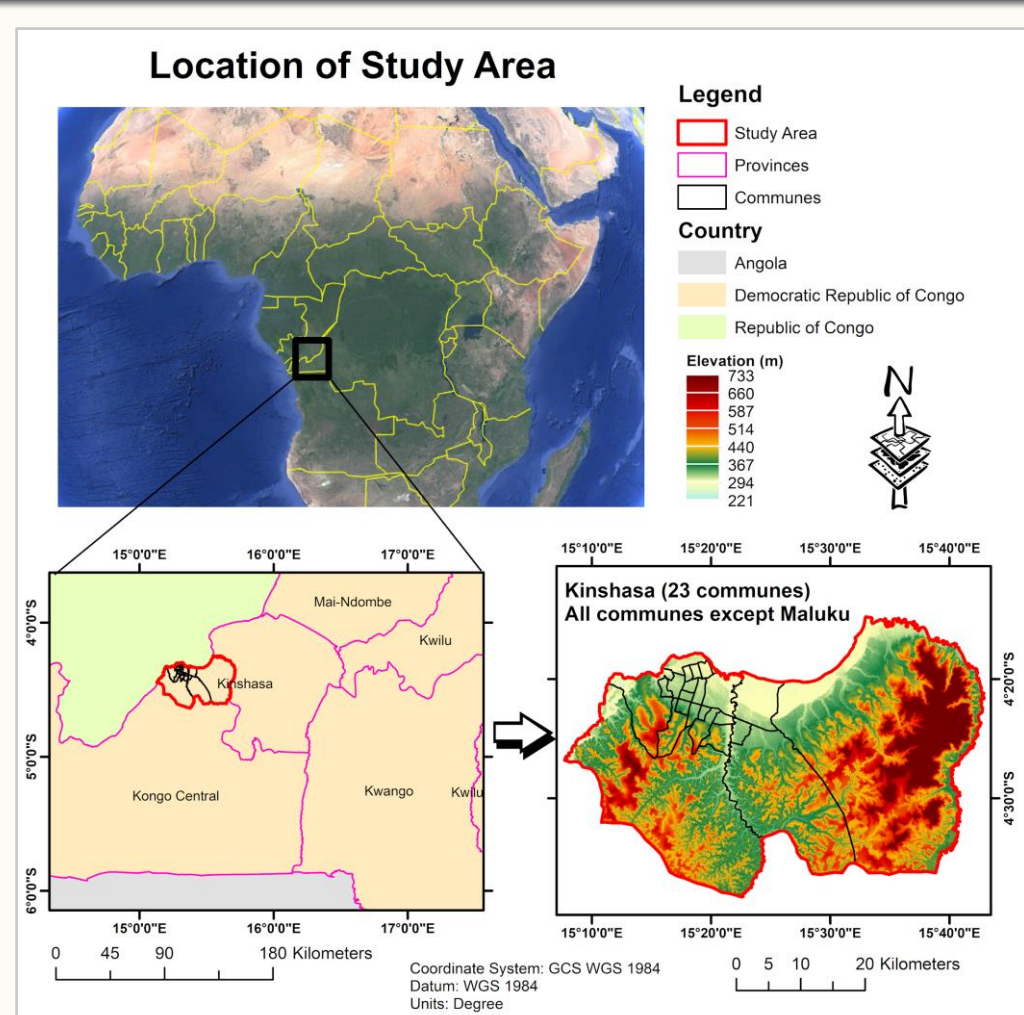 Location of Study Area
Legend
Study Area
Provinces
Communes
Country
Angola
Democratic Republic of Congo
Republic of Congo
Elevation (m)
733
660
587
514
440
367
294
221
N
15°0'0"E 16°0'0"E 17°0'0"E
4°0'0"S
5°0'0"S
6°0'0"S
Mai-Ndombe
Kwilu
Kinshasa
Kongo Central
Kwango
Kwilu
15°0'0"E 16°0'0"E 17°0'0"E
0 45 90 180 Kilometers
15°10'0"E 15°20'0"E 15°30'0"E 15°40'0"E
Kinshasa (23 communes)
All communes except Maluku
4°20'0"S
4°30'0"S
15°10'0"E 15°20'0"E 15°30'0"E 15°40'0"E
0 5 10 20 Kilometers
Coordinate System: GCS WGS 1984
Datum: WGS 1984
Units: Degree